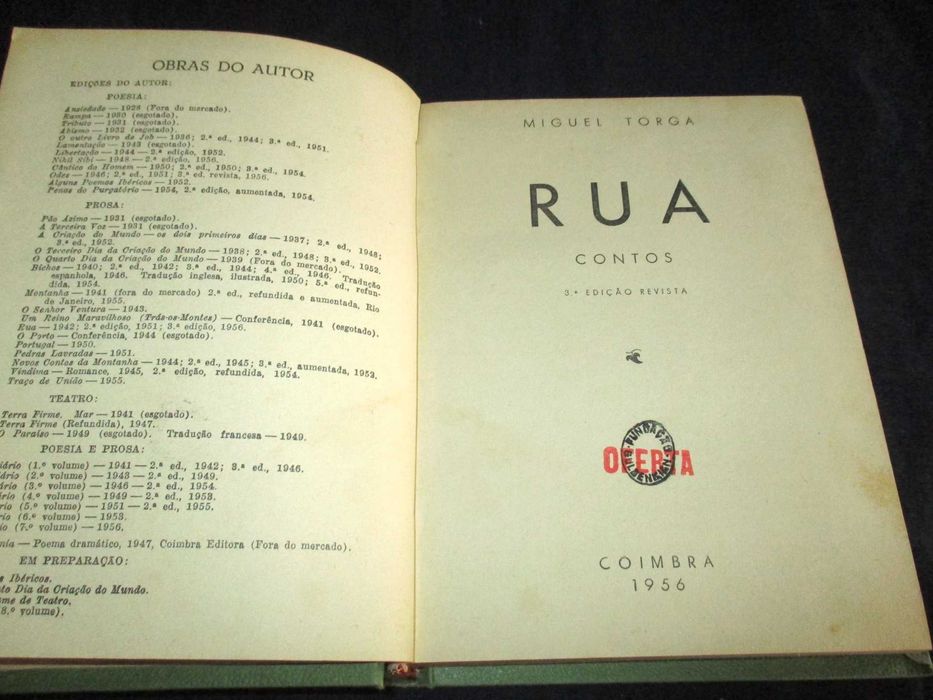 OBRAS DO AUTOR
EDIÇÕES DO AUTOR:
POESIA:
Ansiedade — 1928 (Fora do mercado).
Rampa — 1930 (esgotado).
Tributo — 1931 (esgotado).
Abismo — 1932 (esgotado).
O outro Livro de Job — 1936; 2.ª ed., 1944; 3.ª ed., 1951.
Lamentação — 1943 (esgotado).
Libertação — 1944 — 2.ª edição, 1952.
Nihil Sibi — 1948 — 2.ª edição, 1956.
Cântico do Homem — 1950; 2.ª ed., 1950; 3.ª ed., 1954.
Odes — 1946; 2.ª ed., 1951; 3.ª ed. revista, 1956.
Alguns Poemas Ibéricos — 1952.
Penas do Purgatório — 1954, 2.ª edição, aumentada, 1954.
PROSA:
Pão Ázimo — 1931 (esgotado).
A Terceira Voz — 1931 (esgotado).
A Criação do Mundo — os dois primeiros dias — 1937; 2.ª ed., 1948;
3.ª ed., 1952.
O Terceiro Dia da Criação do Mundo — 1938; 2.ª ed., 1948; 3.ª ed., 1952.
O Quarto Dia da Criação do Mundo — 1939 (Fora do mercado).
Bichos — 1940; 2.ª ed., 1942; 3.ª ed., 1944; 4.ª ed., 1946. Tradução
espanhola, 1946. Tradução inglesa, ilustrada, 1950; 5.ª ed., refun-
dida, 1954.
Montanha — 1941 (fora do mercado) 2.ª ed., refundida e aumentada, Rio
de Janeiro, 1955.
O Senhor Ventura — 1943.
Um Reino Maravilhoso (Trás-os-Montes) — Conferência, 1941 (esgotado).
Rua — 1942; 2.ª edição, 1951; 3.ª edição, 1956.
O Porto — Conferência, 1944 (esgotado).
Portugal — 1950.
Pedras Lavradas — 1951.
Novos Contos da Montanha — 1944; 2.ª ed., 1945; 3.ª ed., aumentada, 1952.
Vindima — Romance, 1945, 2.ª edição, refundida, 1954.
Traço de União — 1955.
TEATRO:
Terra Firme. Mar — 1941 (esgotado).
Terra Firme (Refundida), 1947.
O Paraíso — 1949 (esgotado). Tradução francesa — 1949.
POESIA E PROSA:
iário (1.º volume) — 1941 — 2.ª ed., 1942; 3.ª ed., 1946.
iário (2.º volume) — 1943 — 2.ª ed., 1949.
ário (3.º volume) — 1946 — 2.ª ed., 1954.
ário (4.º volume) — 1949 — 2.ª ed., 1953.
rio (5.º volume) — 1951 — 2.ª ed., 1955.
rio (6.º volume) — 1953.
io (7.º volume) — 1956.
nia — Poema dramático, 1947, Coimbra Editora (Fora do mercado).
EM PREPARAÇÃO:
s Ibéricos.
to Dia da Criação do Mundo.
me de Teatro.
8.º volume).
MIGUEL TORGA
RUA
CONTOS
3.ª EDIÇÃO REVISTA
OFERTA
FUNDAÇÃO
GULBENKIAN
COIMBRA
1956